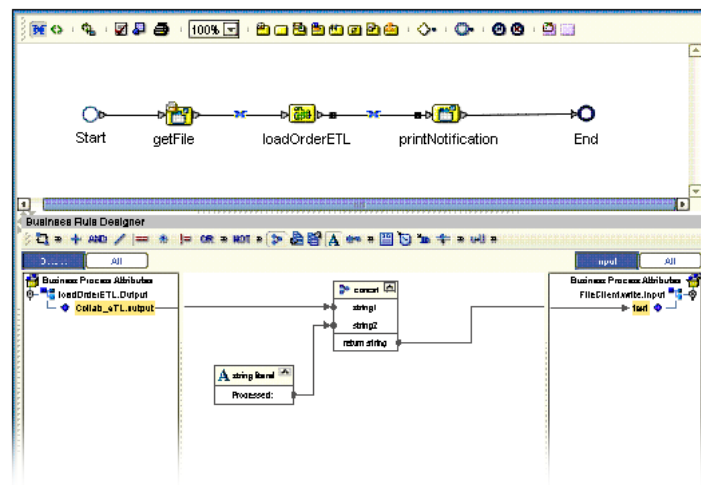 100%
Start
getFile
loadOrderETL
printNotification
End
Business Rule Designer
AND
OR
NOT
All
Input
All
Business Process Attributes
loadOrderETL.Output
Collab_eTL.output
concat
string1
string2
return string
A string literal
Processed:
Business Process Attributes
FileClient.write.Input
text